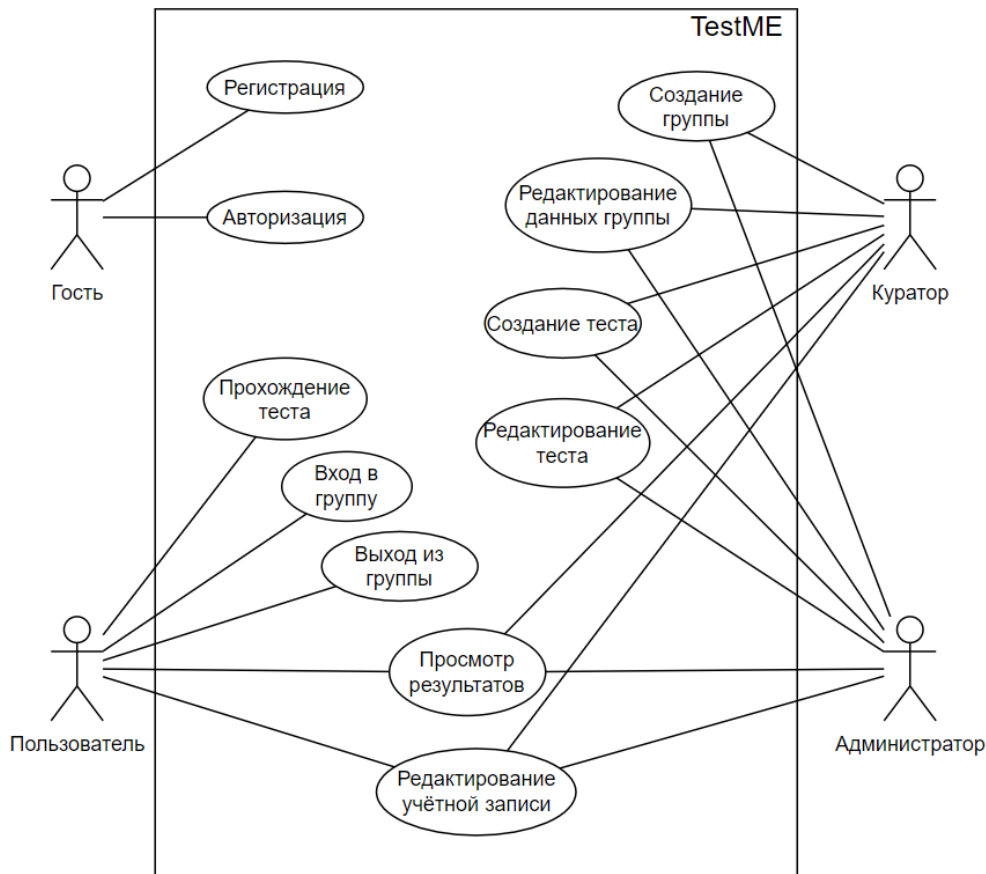 TestME
Регистрация
Создание
группы
Редактирование
данных группы
Авторизация
Гость
Куратор
Создание теста
Прохождение
теста
Редактирование
теста
Вход в
группу
Выход из
группы
Просмотр
результатов
Пользователь
Администратор
Редактирование
учётной записи